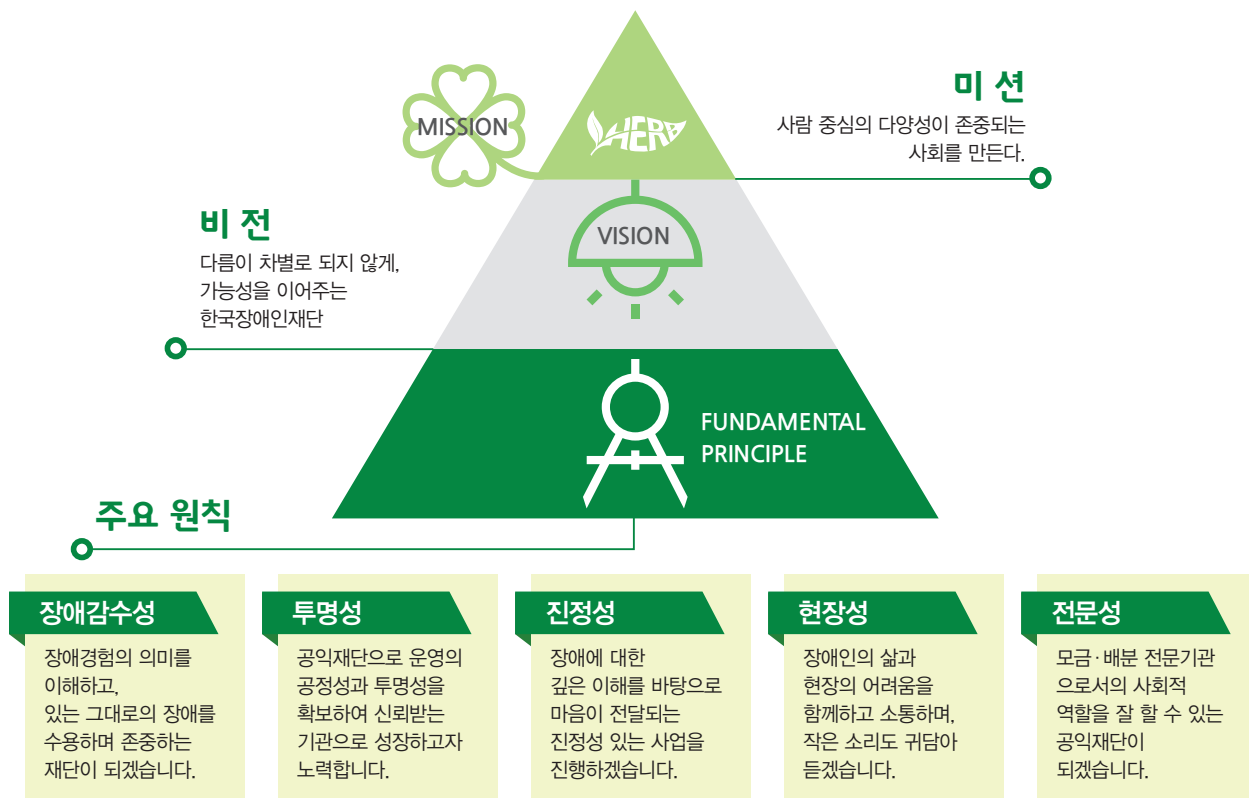 미 션
사람 중심의 다양성이 존중되는
사회를 만든다.
MISSION
HERB
비 전
다름이 차별로 되지 않게,
가능성을 이어주는
한국장애인재단
VISION
FUNDAMENTAL
PRINCIPLE
주요 원칙
장애감수성
장애경험의 의미를
이해하고,
있는 그대로의 장애를
수용하며 존중하는
재단이 되겠습니다.
투명성
공익재단으로 운영의
공정성과 투명성을
확보하여 신뢰받는
기관으로 성장하고자
노력합니다.
진정성
장애에 대한
깊은 이해를 바탕으로
마음이 전달되는
진정성 있는 사업을
진행하겠습니다.
현장성
장애인의 삶과
현장의 어려움을
함께하고 소통하며,
작은 소리도 귀담아
듣겠습니다.
전문성
모금·배분 전문기관
으로서의 사회적
역할을 잘 할 수 있는
공익재단이
되겠습니다.